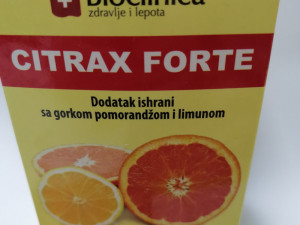 Bioclinica
zdravlje i lepota
CITRAX FORTE
Dodatak ishrani
sa gorkom pomorandžom i limunom